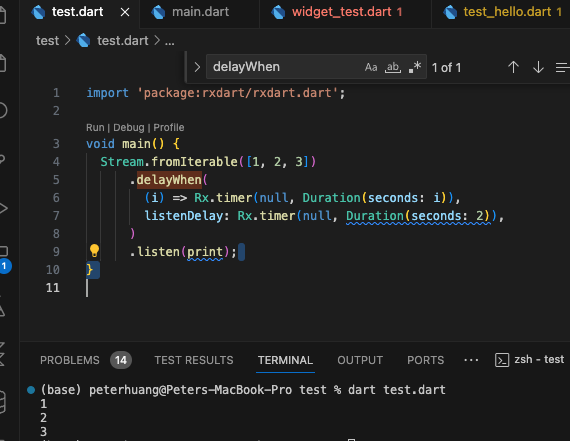 test.dart
main.dart
widget_test.dart 1
test_hello.dart 1
test > test.dart > ...
delayWhen Aa ab .* 1 of 1
1 import 'package:rxdart/rxdart.dart';
2
Run | Debug | Profile
3 void main() {
4 Stream.fromIterable([1, 2, 3])
5 .delayWhen(
6 (i) => Rx.timer(null, Duration(seconds: i)),
7 listenDelay: Rx.timer(null, Duration(seconds: 2)),
8 )
9 .listen(print);
10 }
11
1
PROBLEMS 14 TEST RESULTS TERMINAL OUTPUT PORTS ... zsh - test
(base) peterhuang@Peters-MacBook-Pro test % dart test.dart
1
2
3